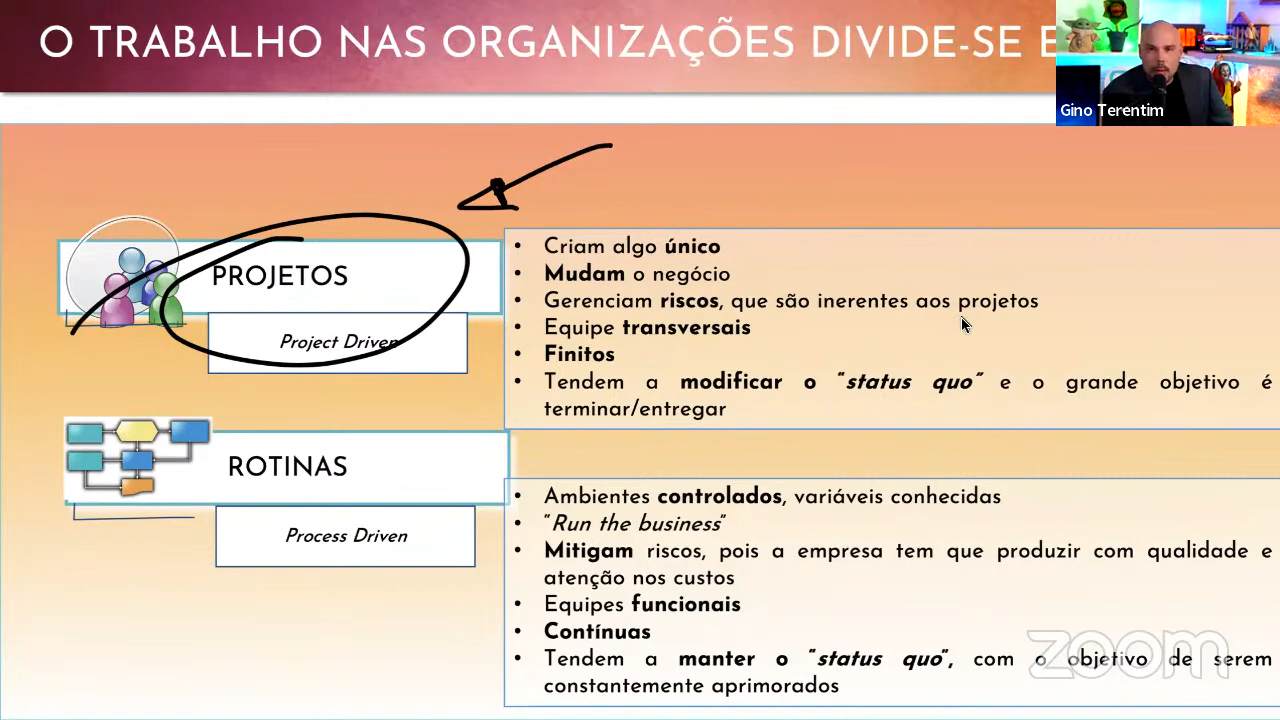 O TRABALHO NAS ORGANIZAÇÕES DIVIDE-SE E
Gino Terentim
PROJETOS
Project Driven
• Criam algo único
• Mudam o negócio
• Gerenciam riscos, que são inerentes aos projetos
• Equipe transversais
• Finitos
• Tendem a modificar o "status quo" e o grande objetivo é
terminar/entregar
ROTINAS
Process Driven
• Ambientes controlados, variáveis conhecidas
• "Run the business"
• Mitigam riscos, pois a empresa tem que produzir com qualidade e
atenção nos custos
• Equipes funcionais
• Contínuas
• Tendem a manter o "status quo", com o objetivo de serem
constantemente aprimorados
zoom